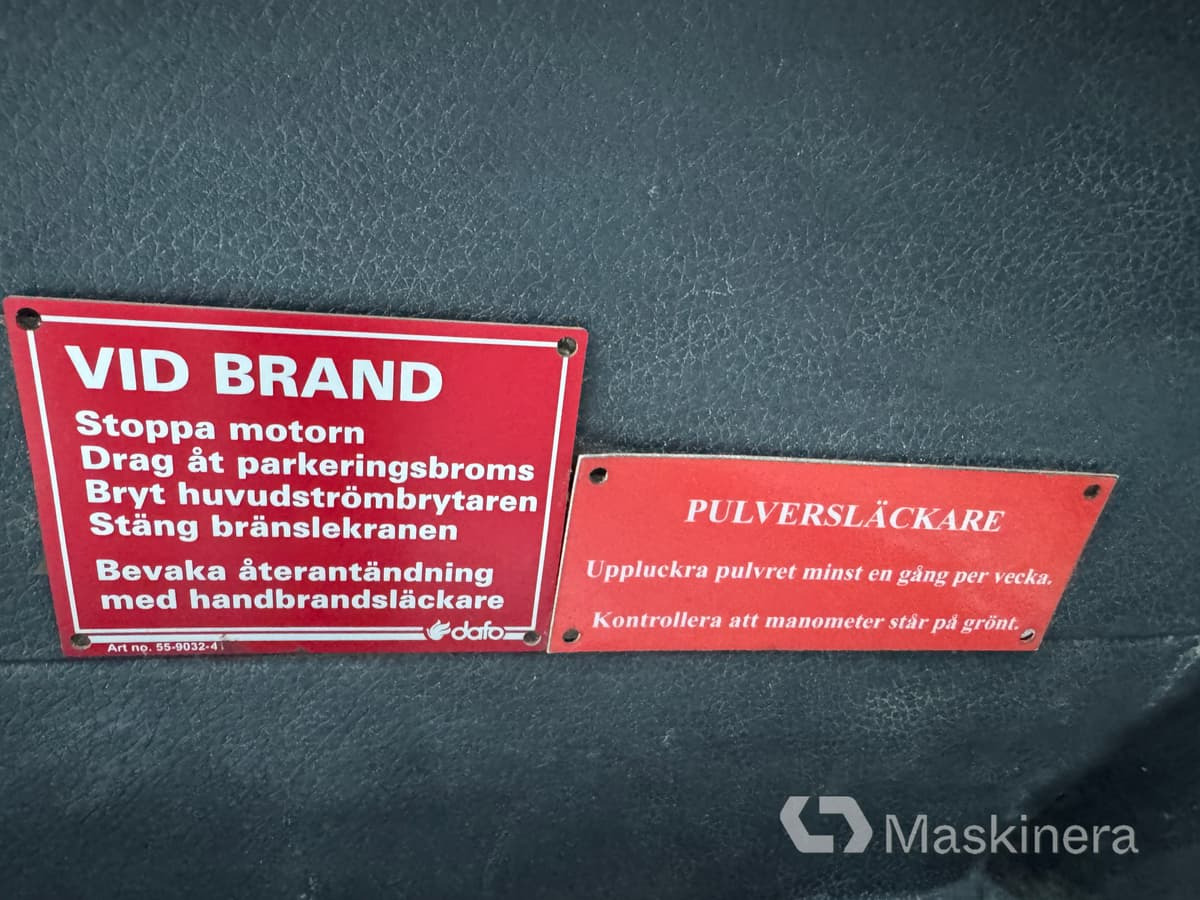 VID BRAND
Stoppa motorn
Drag åt parkeringsbroms
Bryt huvudströmbrytaren
Stäng bränslekranen
Bevaka återantändning
med handbrandsläckare
dafo
Art no. 55-9032-41
PULVERSLÄCKARE
Uppluckra pulvret minst en gång per vecka.
Kontrollera att manometer står på grönt.
Maskinera